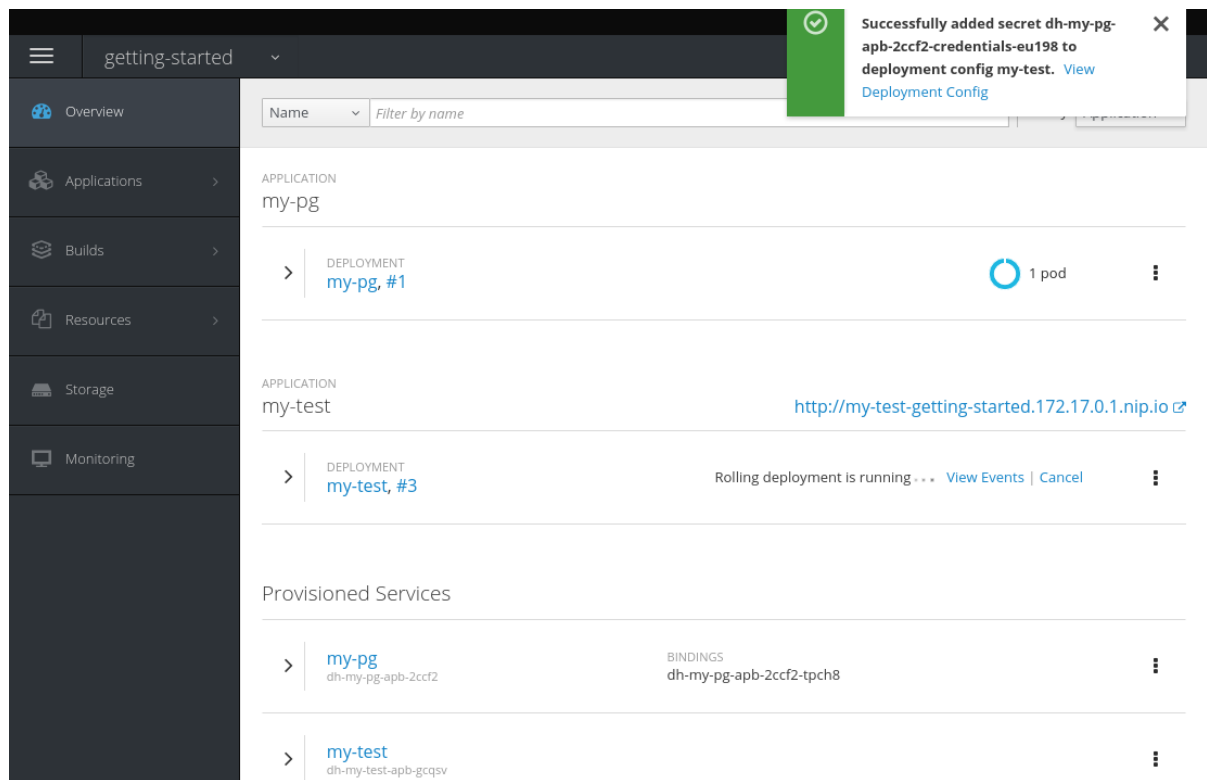 Successfully added secret dh-my-pg-
apb-2ccf2-credentials-eu198 to
deployment config my-test. View
Deployment Config
getting-started
Overview
Applications
Builds
Resources
Storage
Monitoring
Name
Filter by name
Application
APPLICATION
my-pg
DEPLOYMENT
my-pg, #1
1 pod
APPLICATION
my-test
http://my-test-getting-started.172.17.0.1.nip.io
DEPLOYMENT
my-test, #3
Rolling deployment is running... View Events | Cancel
Provisioned Services
my-pg
dh-my-pg-apb-2ccf2
BINDINGS
dh-my-pg-apb-2ccf2-tpch8
my-test
dh-my-test-apb-gcqsv